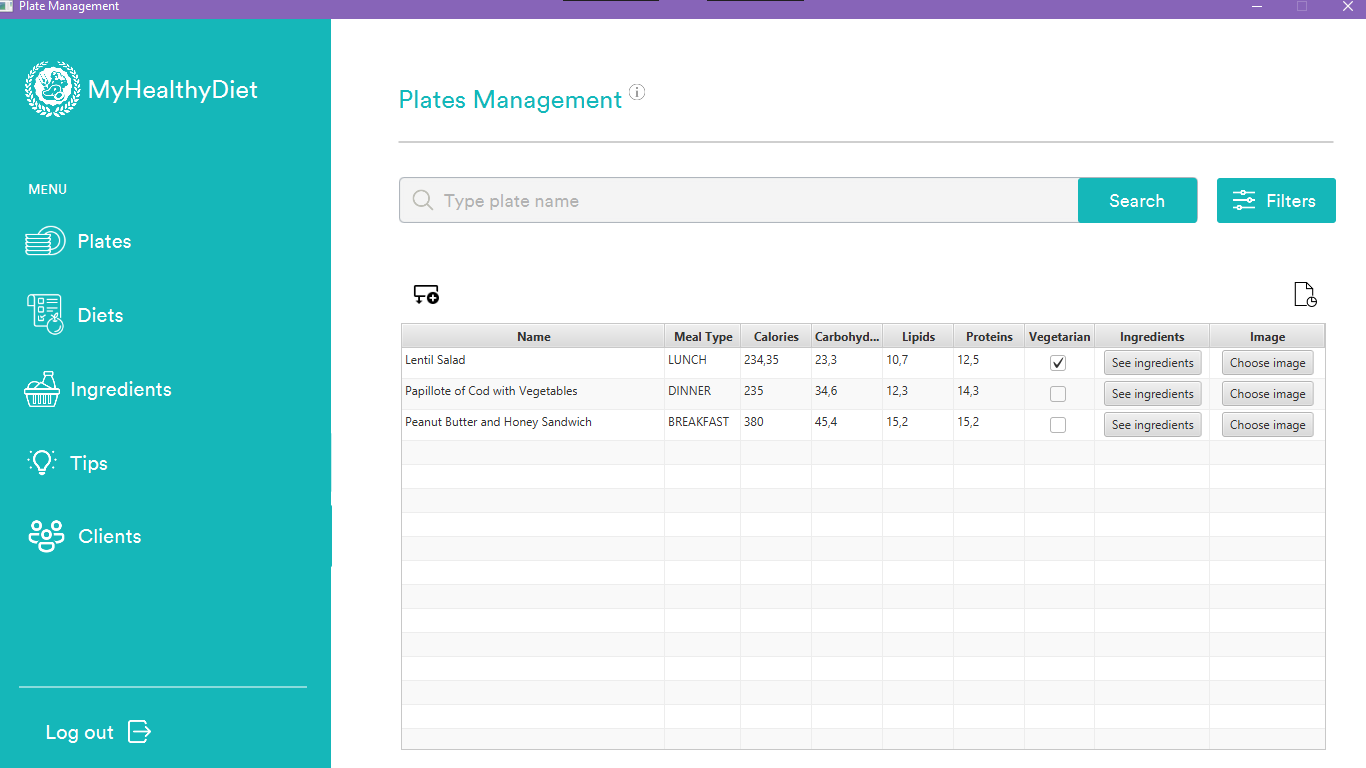 Plate Management
MyHealthyDiet
MENU
Plates
Diets
Ingredients
Tips
Clients
Log out
Plates Management
Type plate name
Search
Filters
Name Meal Type Calories Carbohyd... Lipids Proteins Vegetarian Ingredients Image
Lentil Salad LUNCH 234,35 23,3 10,7 12,5 See ingredients Choose image
Papillote of Cod with Vegetables DINNER 235 34,6 12,3 14,3 See ingredients Choose image
Peanut Butter and Honey Sandwich BREAKFAST 380 45,4 15,2 15,2 See ingredients Choose image